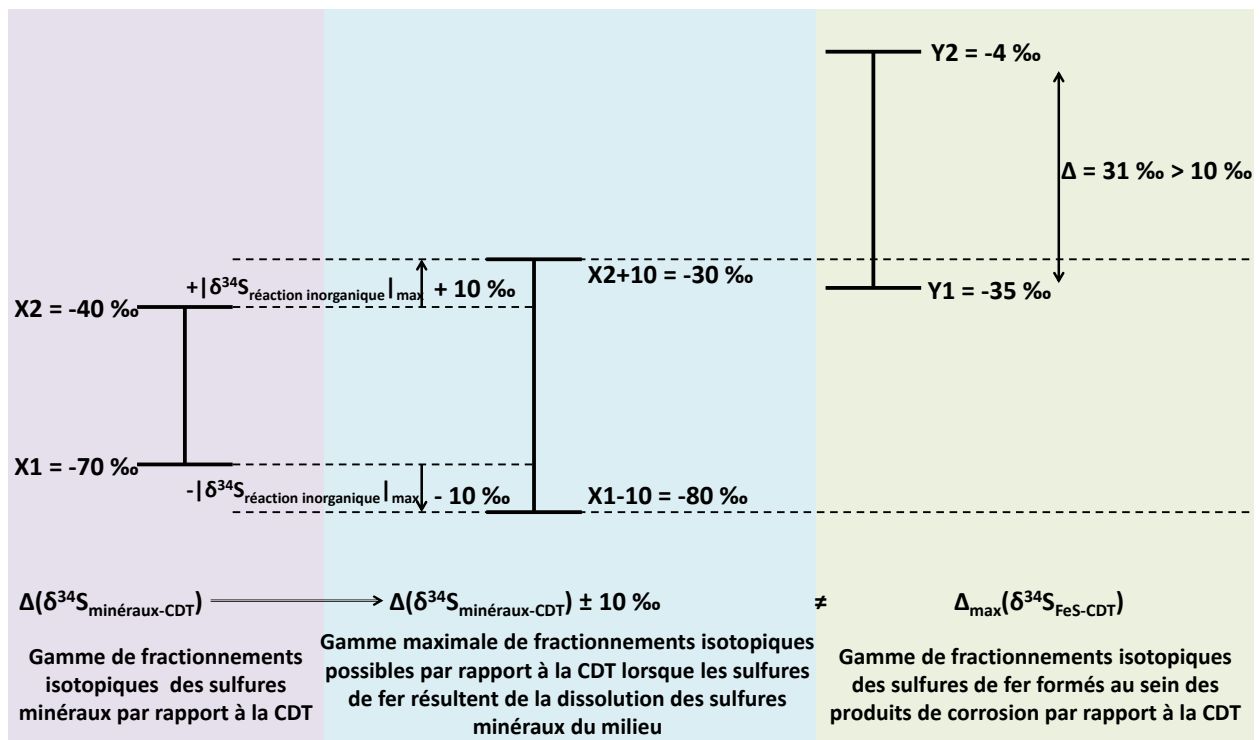 Y2 = -4 ‰
Δ = 31 ‰ > 10 ‰
Y1 = -35 ‰
X2+10 = -30 ‰
+|δ³⁴Sréaction inorganique|max + 10 ‰
X2 = -40 ‰
X1 = -70 ‰
-|δ³⁴Sréaction inorganique|max - 10 ‰
X1-10 = -80 ‰
Δ(δ³⁴Sminéraux-CDT)
Δ(δ³⁴Sminéraux-CDT) ± 10 ‰
≠
Δmax(δ³⁴SFeS-CDT)
Gamme de fractionnements
isotopiques des sulfures
minéraux par rapport à la CDT
Gamme maximale de fractionnements isotopiques
possibles par rapport à la CDT lorsque les sulfures
de fer résultent de la dissolution des sulfures
minéraux du milieu
Gamme de fractionnements isotopiques
des sulfures de fer formés au sein des
produits de corrosion par rapport à la CDT